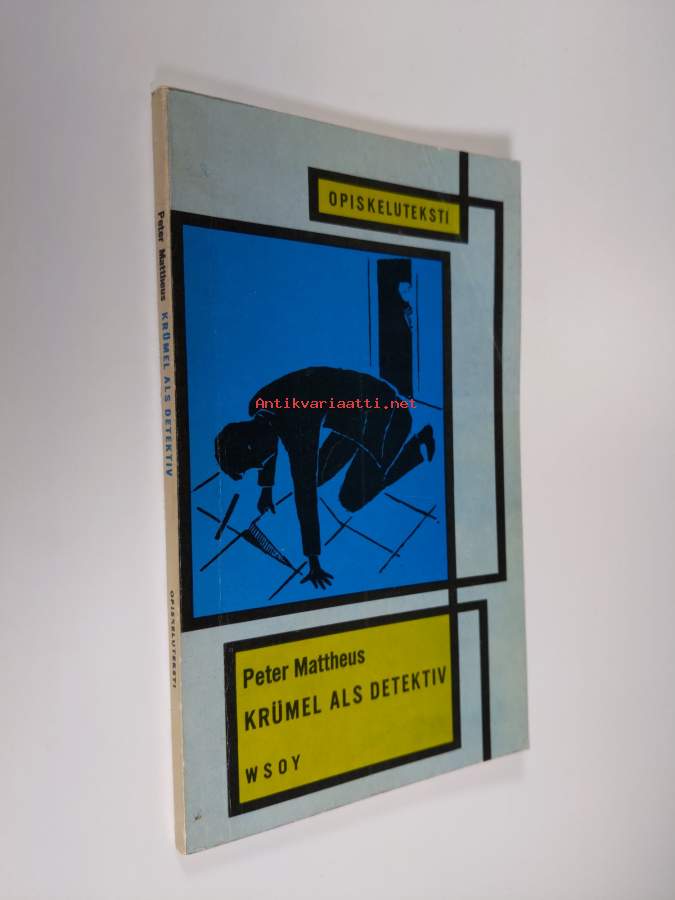 OPISKELUTEKSTI
Antikvariaatti.net
Peter Mattheus
KRÜMEL ALS DETEKTIV
WSOY
Peter Mattheus KRÜMEL ALS DETEKTIV OPISKELUTEKSTI